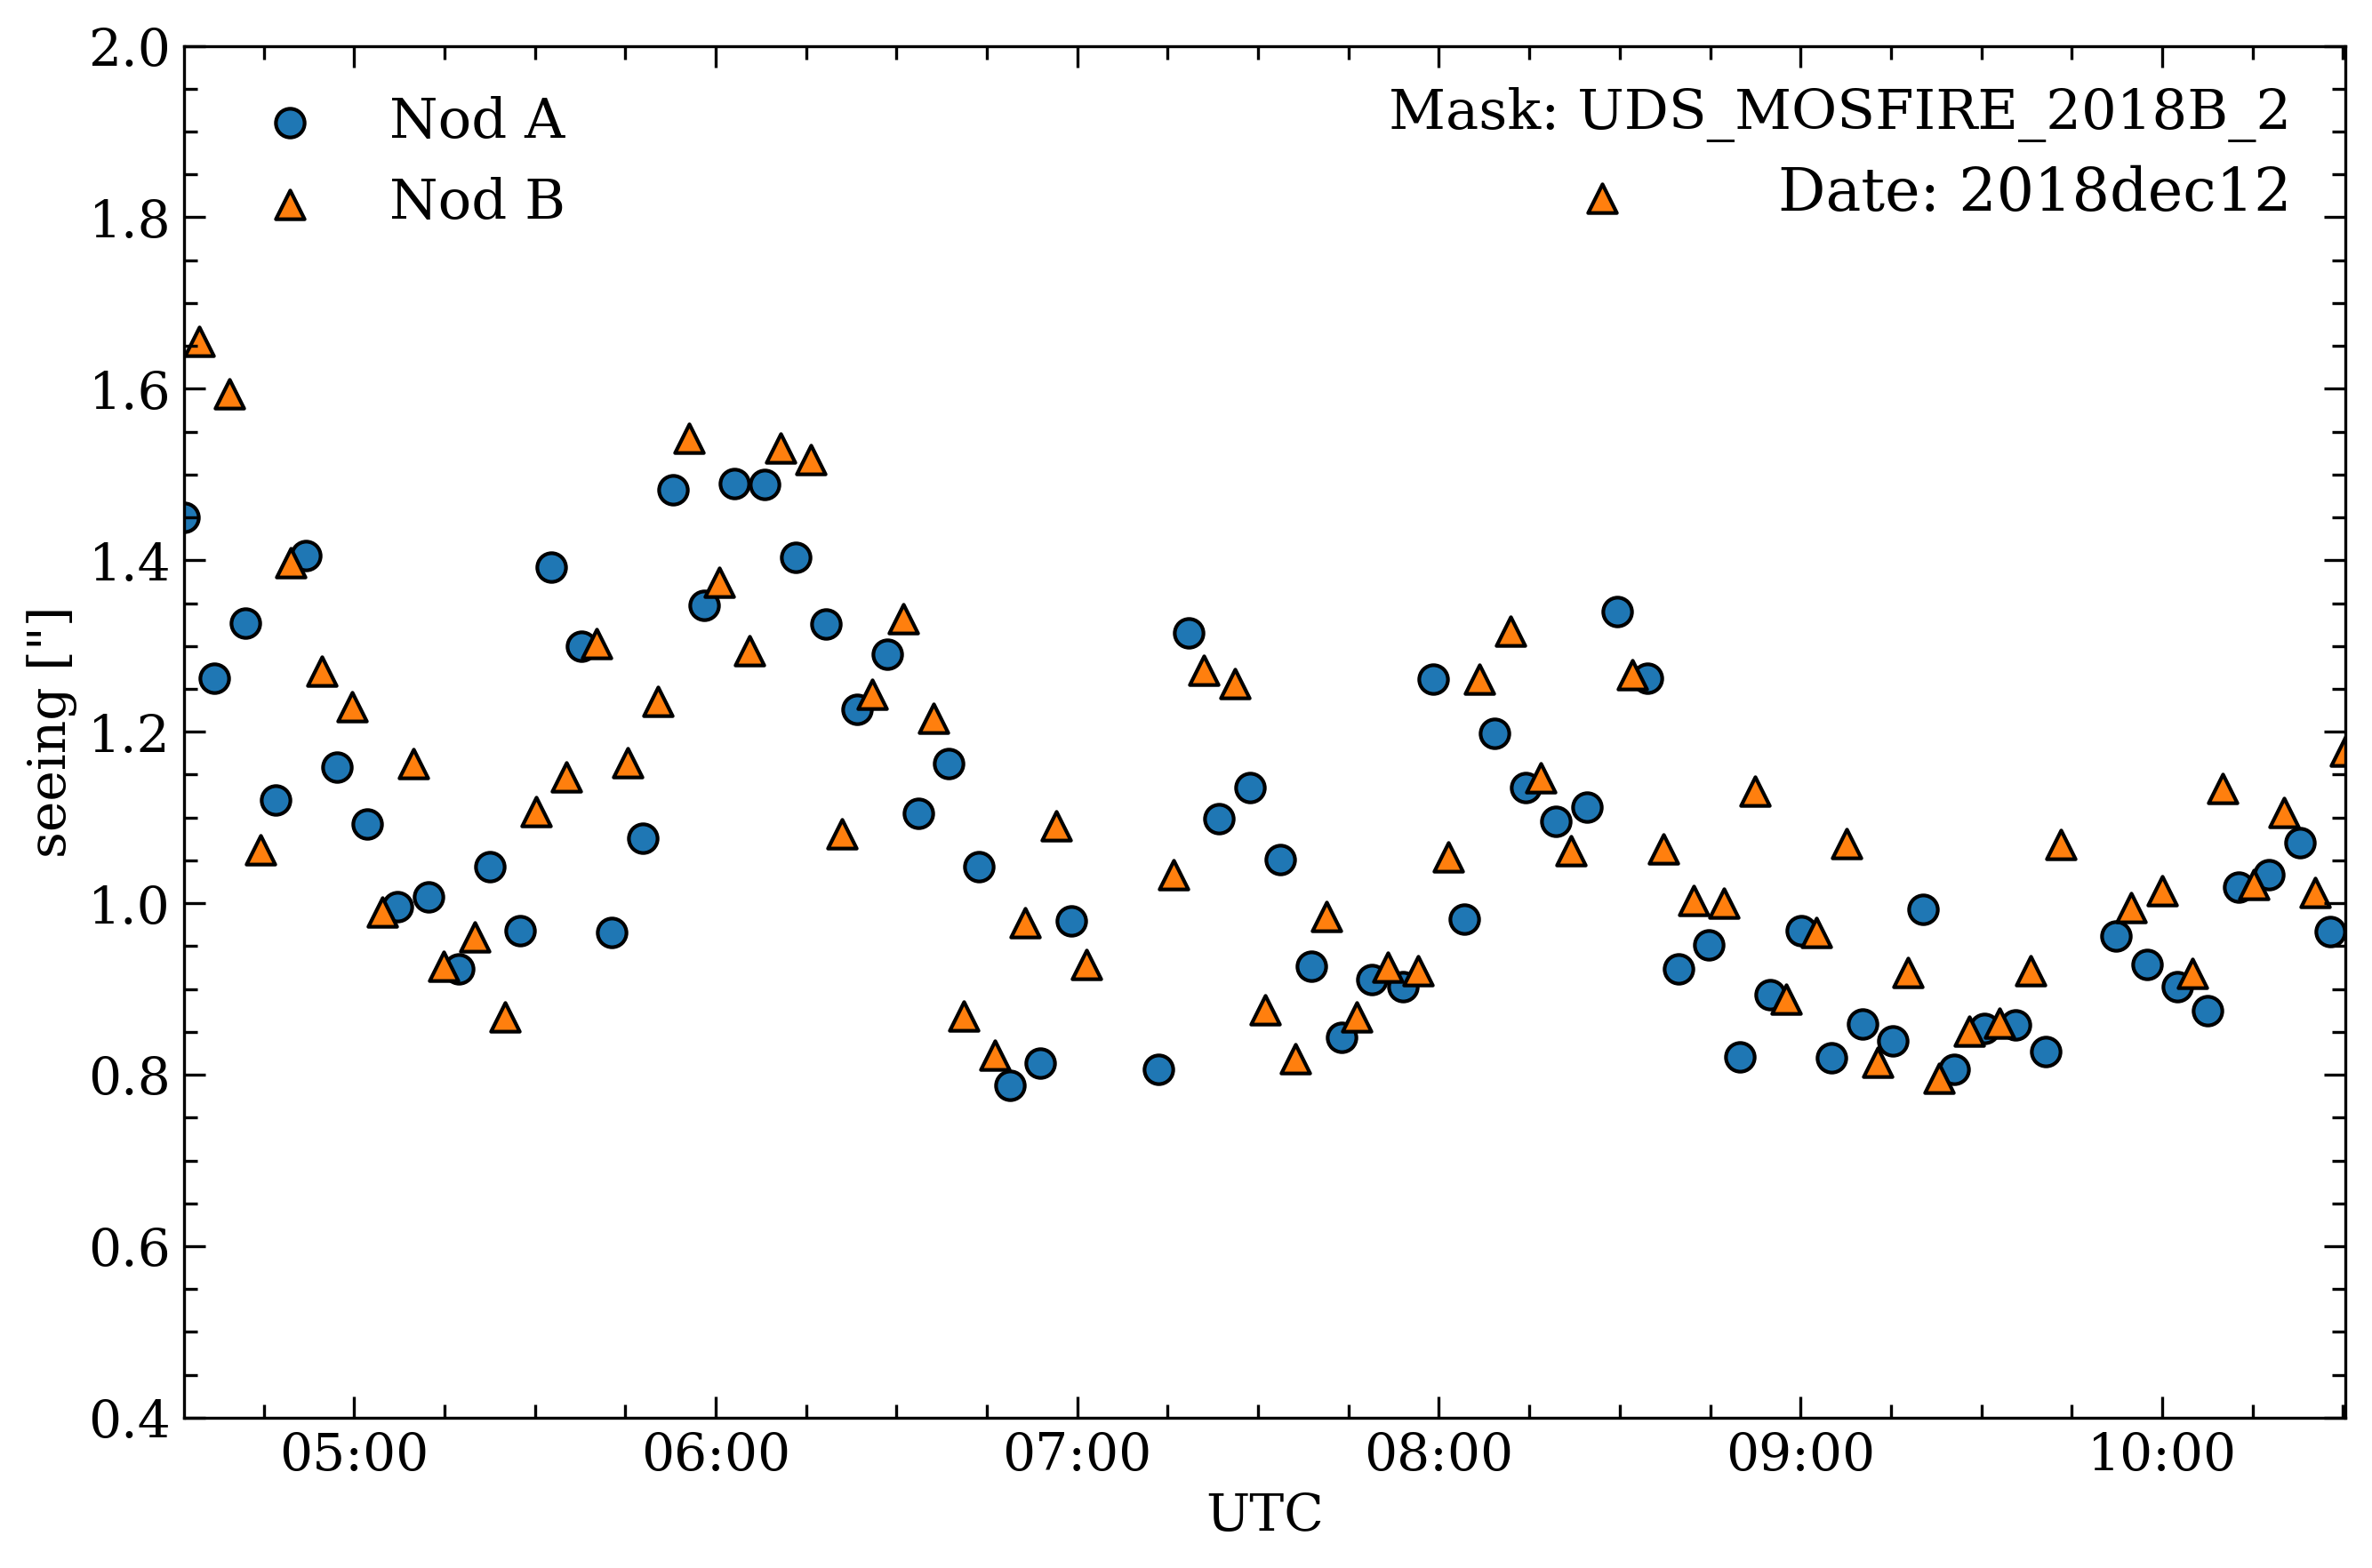 2.0
1.8
1.6
1.4
1.2
1.0
0.8
0.6
0.4
seeing ["]
Nod A
Nod B
Mask: UDS_MOSFIRE_2018B_2
Date: 2018dec12
05:00 06:00 07:00 08:00 09:00 10:00
UTC